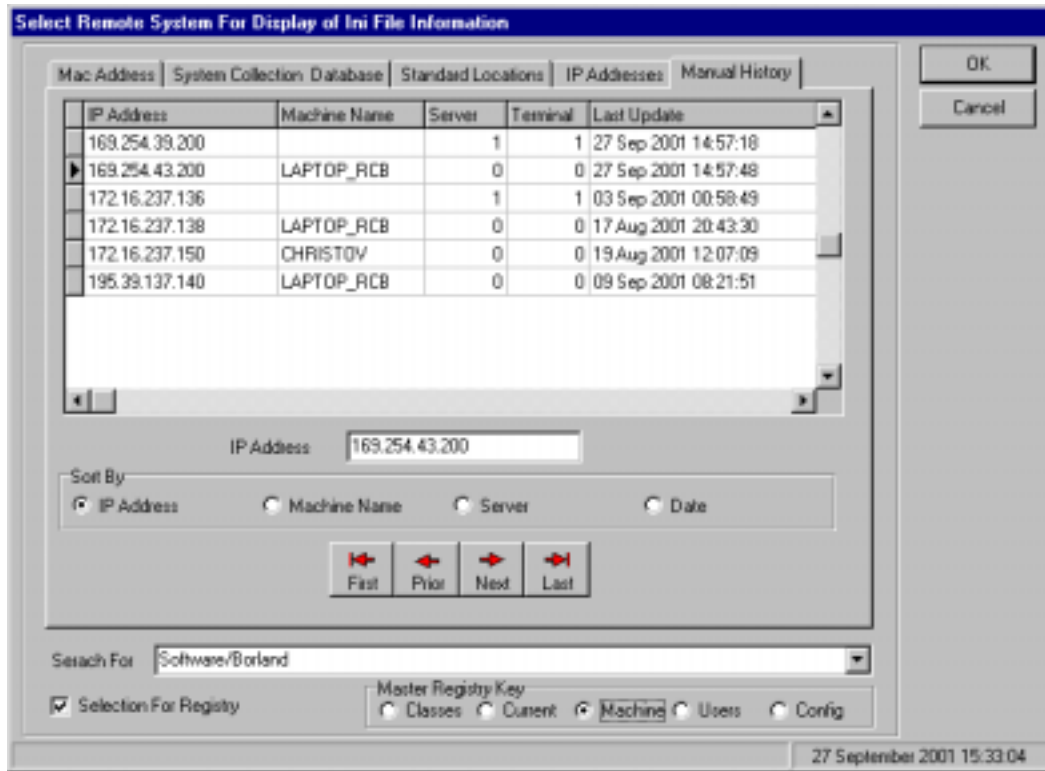 Select Remote System For Display of Ini File Information
OK
Cancel
Mac Address System Collection Database Standard Locations IP Addresses Manual History
IP Address Machine Name Server Terminal Last Update
169.254.39.200 1 1 27 Sep 2001 14:57:18
169.254.43.200 LAPTOP_RCB 0 0 27 Sep 2001 14:57:48
172.16.237.136 1 1 03 Sep 2001 00:58:49
172.16.237.138 LAPTOP_RCB 0 0 17 Aug 2001 20:43:30
172.16.237.150 CHRISTOV 0 0 19 Aug 2001 12:07:09
195.39.137.140 LAPTOP_RCB 0 0 09 Sep 2001 08:21:51
IP Address 169.254.43.200
Sort By
IP Address Machine Name Server Date
First Prior Next Last
Serach For Software/Borland
Selection For Registry
Master Registry Key
Classes Current Machine Users Config
27 September 2001 15:33:04